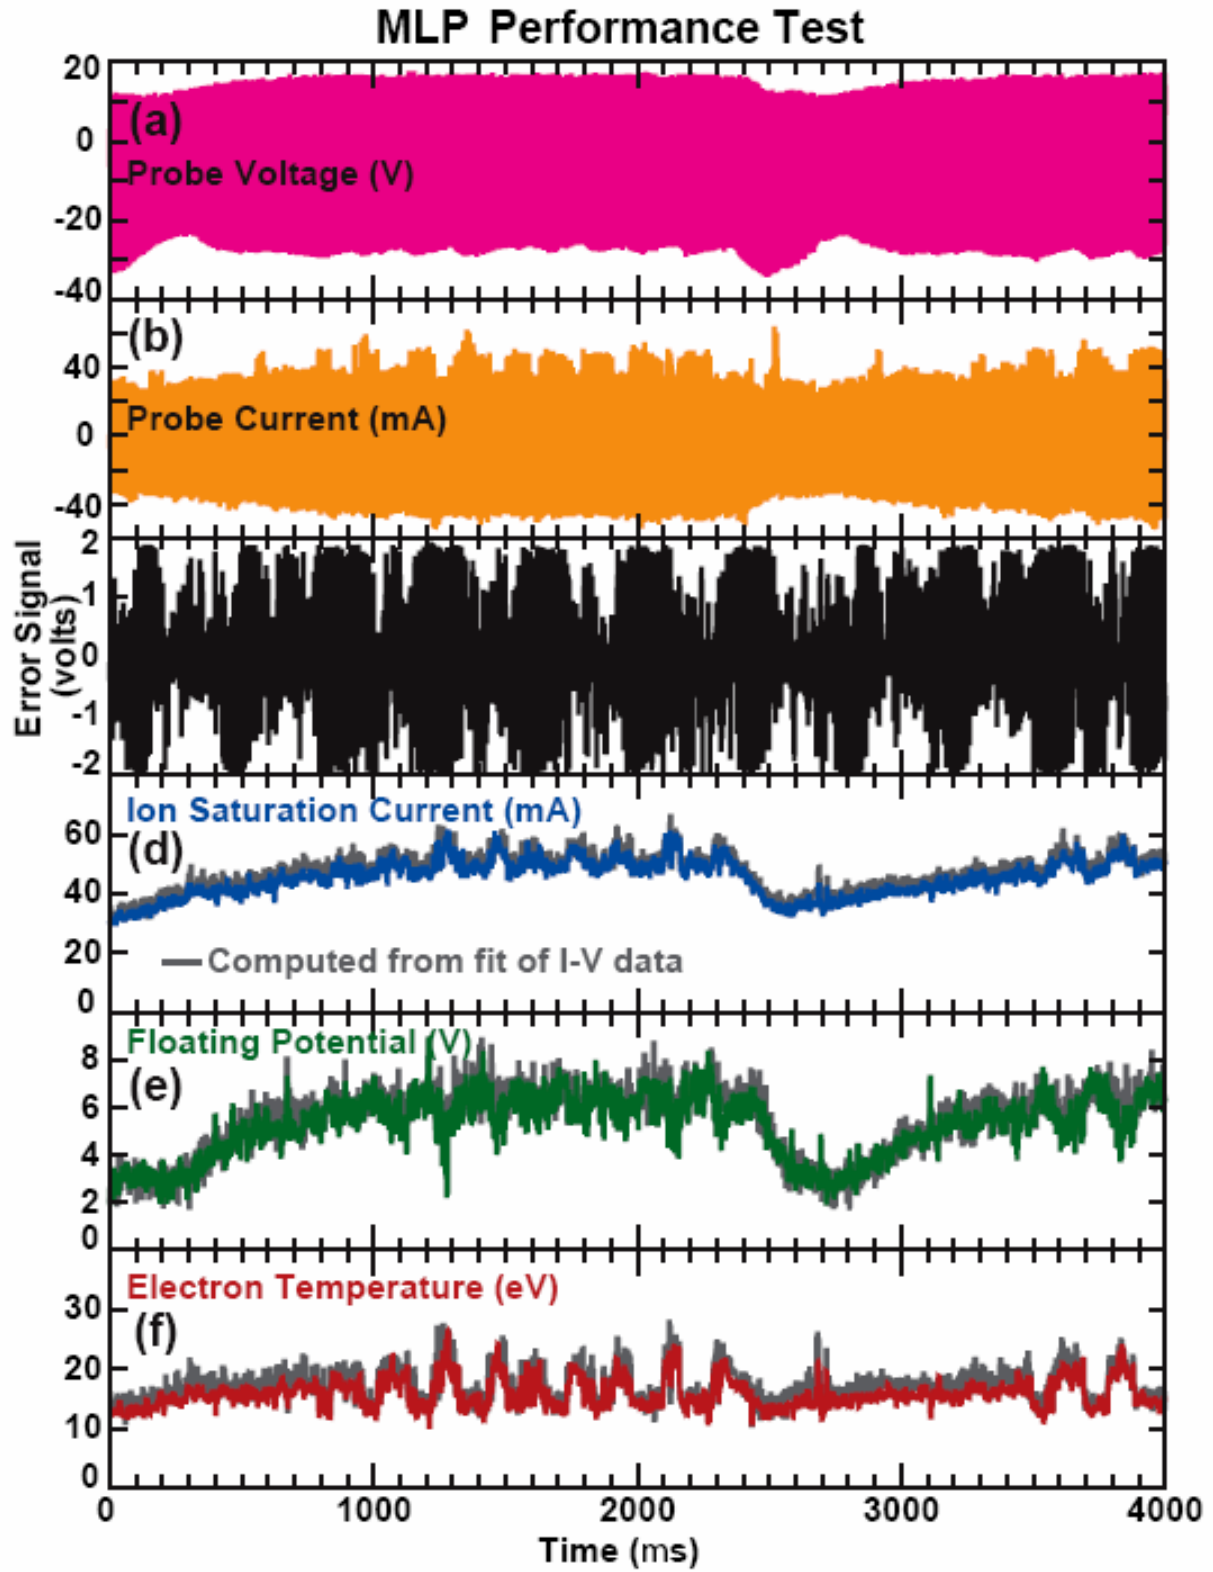 MLP Performance Test
20
0
-20
-40
(a)
Probe Voltage (V)
40
0
-40
(b)
Probe Current (mA)
2
1
0
-1
-2
Error Signal
(volts)
Ion Saturation Current (mA)
(d)
60
40
20
0
Computed from fit of I-V data
Floating Potential (V)
(e)
8
6
4
2
0
Electron Temperature (eV)
(f)
30
20
10
0
0 1000 2000 3000 4000
Time (ms)